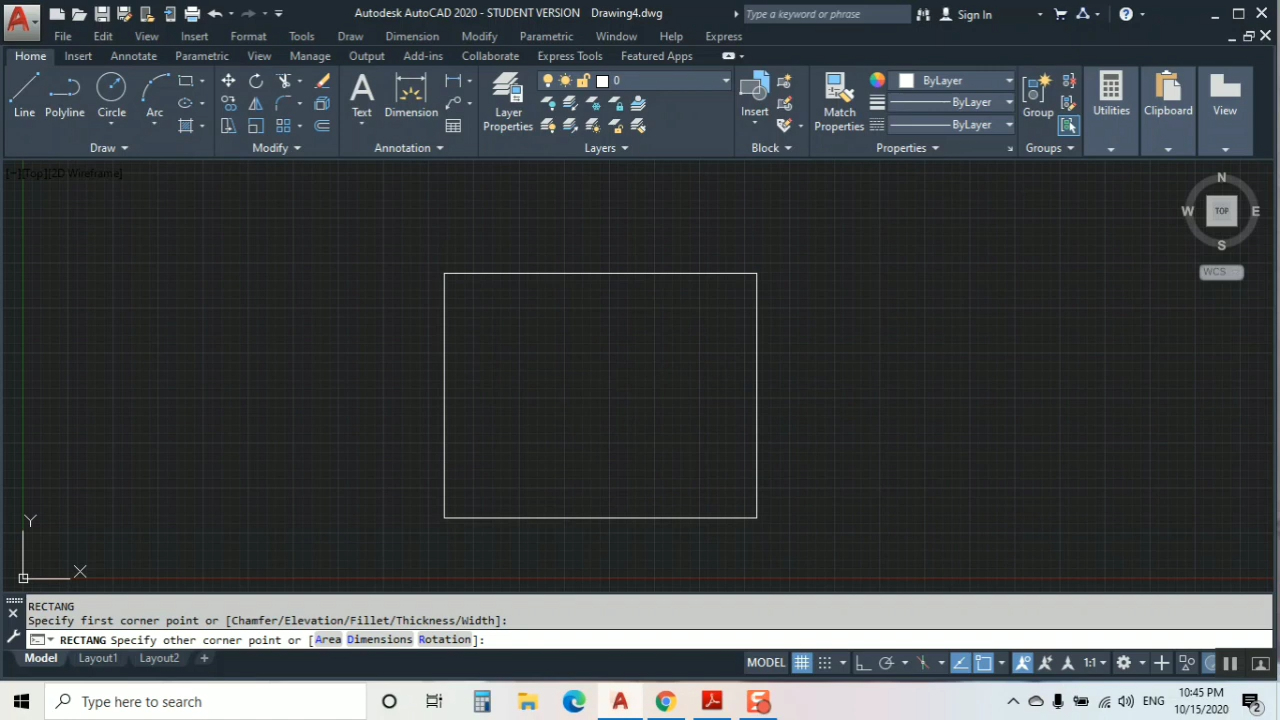 Autodesk AutoCAD 2020 - STUDENT VERSION Drawing4.dwg
Type a keyword or phrase
Sign In
File Edit View Insert Format Tools Draw Dimension Modify Parametric Window Help Express
Home Insert Annotate Parametric View Manage Output Add-ins Collaborate Express Tools Featured Apps
0
ByLayer
ByLayer
ByLayer
Line Polyline Circle Arc
Text Dimension
Layer
Properties
Insert
Match
Properties
Group
Utilities
Clipboard
View
Draw Modify Annotation Layers Block Properties Groups
[-][Top][2D Wireframe]
N
W TOP E
S
WCS
Y
X
RECTANG
Specify first corner point or [Chamfer/Elevation/Fillet/Thickness/Width]:
RECTANG Specify other corner point or [Area Dimensions Rotation]:
Model Layout1 Layout2 +
MODEL 1:1
Type here to search
ENG
10:45 PM
10/15/2020
2